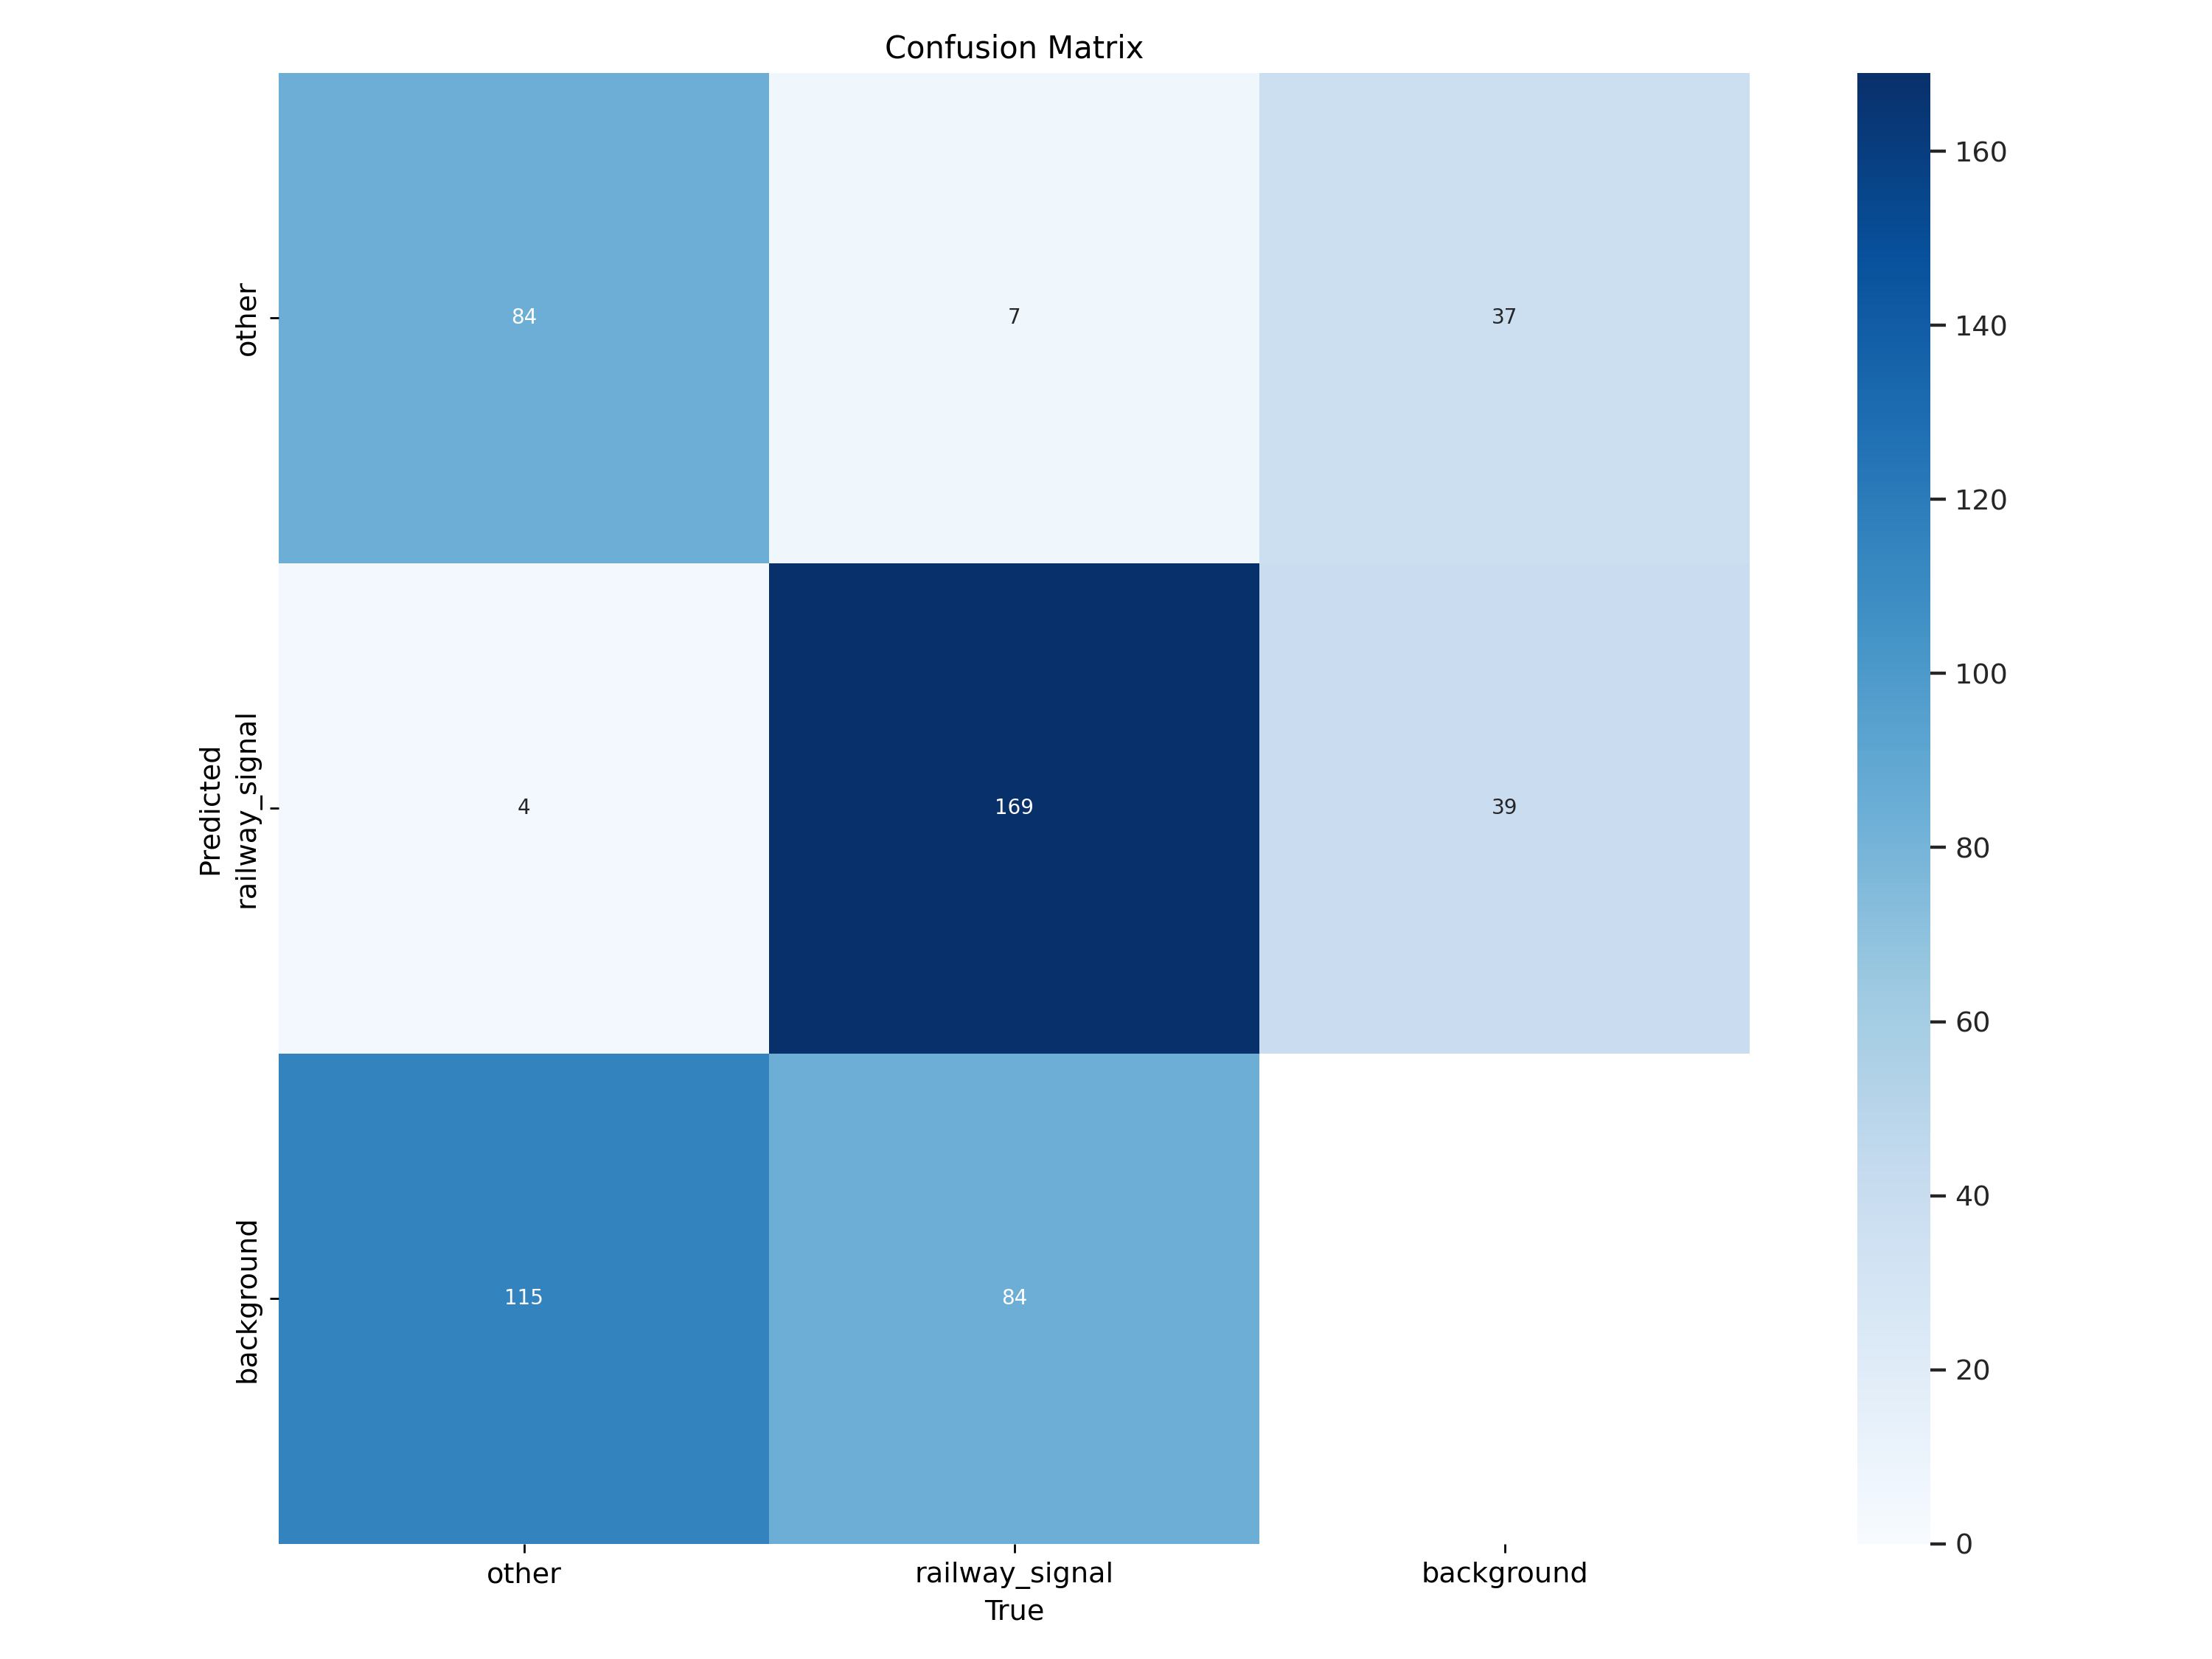 Confusion Matrix
other
84
7
37
Predicted
railway_signal
4
169
39
background
115
84
other
railway_signal
background
True
160
140
120
100
80
60
40
20
0